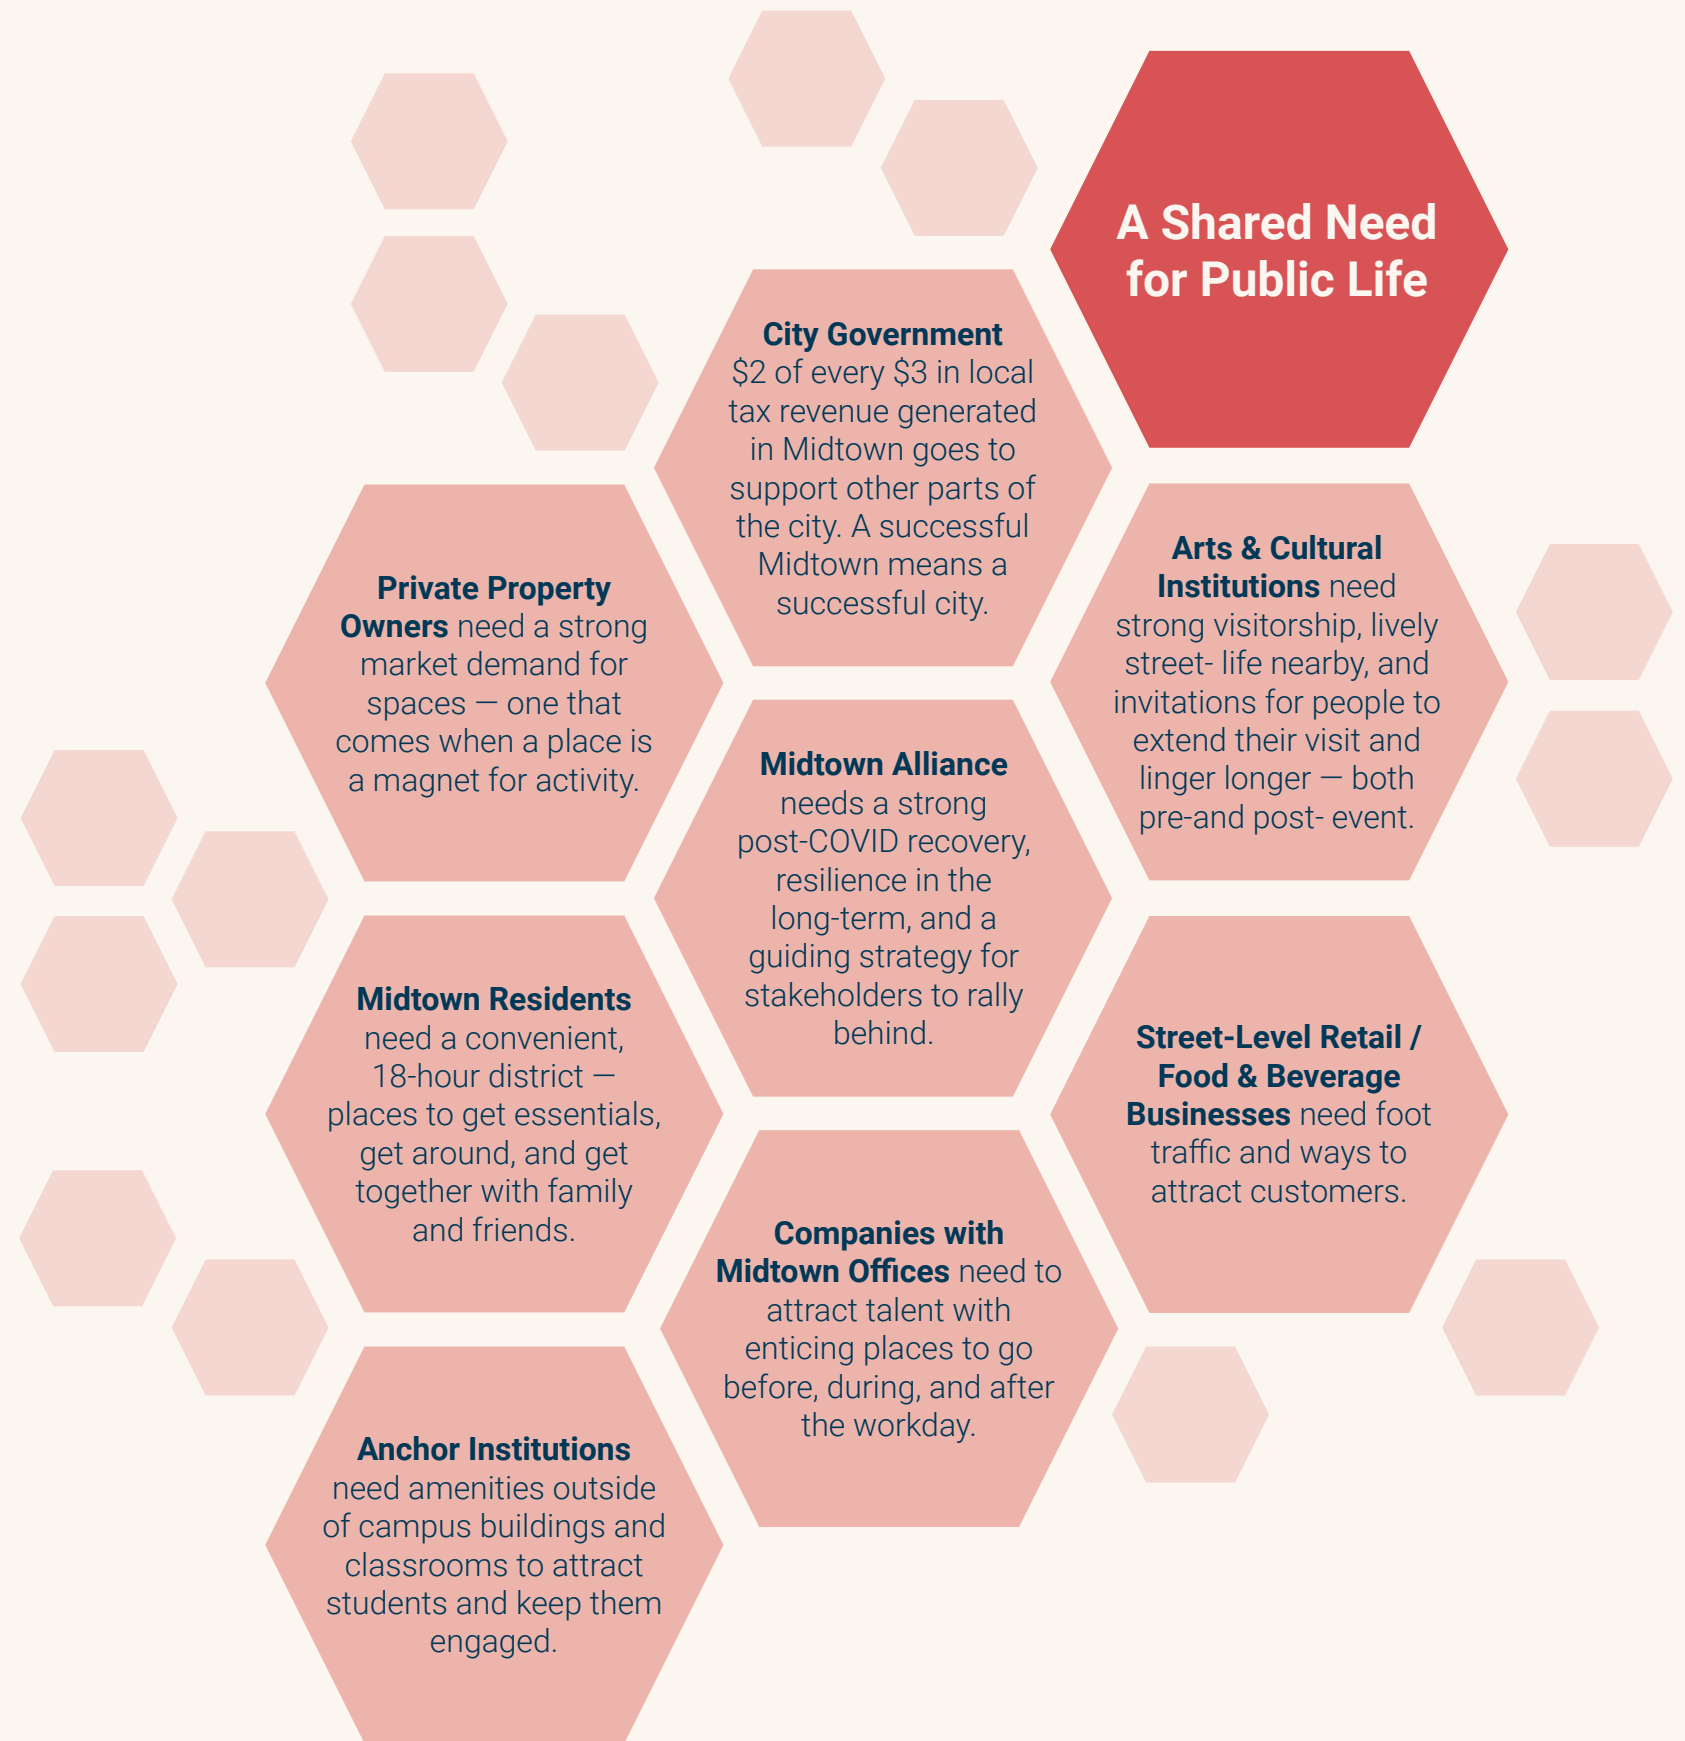 A Shared Need
for Public Life
City Government
$2 of every $3 in local
tax revenue generated
in Midtown goes to
support other parts of
the city. A successful
Midtown means a
successful city.
Private Property
Owners need a strong
market demand for
spaces — one that
comes when a place is
a magnet for activity.
Arts & Cultural
Institutions need
strong visitorship, lively
street- life nearby, and
invitations for people to
extend their visit and
linger longer — both
pre-and post- event.
Midtown Alliance
needs a strong
post-COVID recovery,
resilience in the
long-term, and a
guiding strategy for
stakeholders to rally
behind.
Midtown Residents
need a convenient,
18-hour district —
places to get essentials,
get around, and get
together with family
and friends.
Street-Level Retail /
Food & Beverage
Businesses need foot
traffic and ways to
attract customers.
Companies with
Midtown Offices need to
attract talent with
enticing places to go
before, during, and after
the workday.
Anchor Institutions
need amenities outside
of campus buildings and
classrooms to attract
students and keep them
engaged.